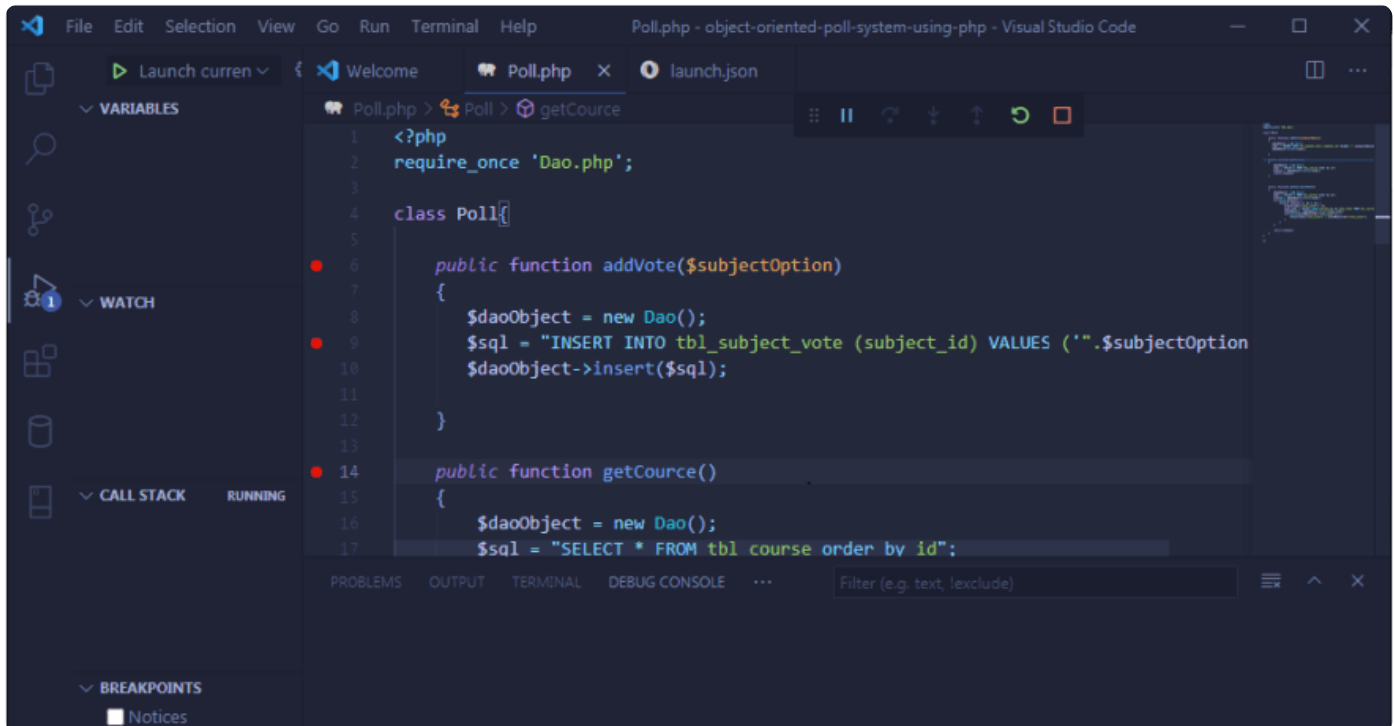 File Edit Selection View Go Run Terminal Help Poll.php - object-oriented-poll-system-using-php - Visual Studio Code
Launch curren Welcome Poll.php launch.json
VARIABLES
Poll.php > Poll > getCource
1 <?php
2 require_once 'Dao.php';
3
4 class Poll{
5
6 public function addVote($subjectOption)
7 {
8 $daoObject = new Dao();
9 $sql = "INSERT INTO tbl_subject_vote (subject_id) VALUES ('".$subjectOption
10 $daoObject->insert($sql);
11
12 }
13
14 public function getCource()
15 {
16 $daoObject = new Dao();
17 $sql = "SELECT * FROM tbl_course order by id";
1
WATCH
CALL STACK RUNNING
PROBLEMS OUTPUT TERMINAL DEBUG CONSOLE ··· Filter (e.g. text, !exclude)
BREAKPOINTS
Notices